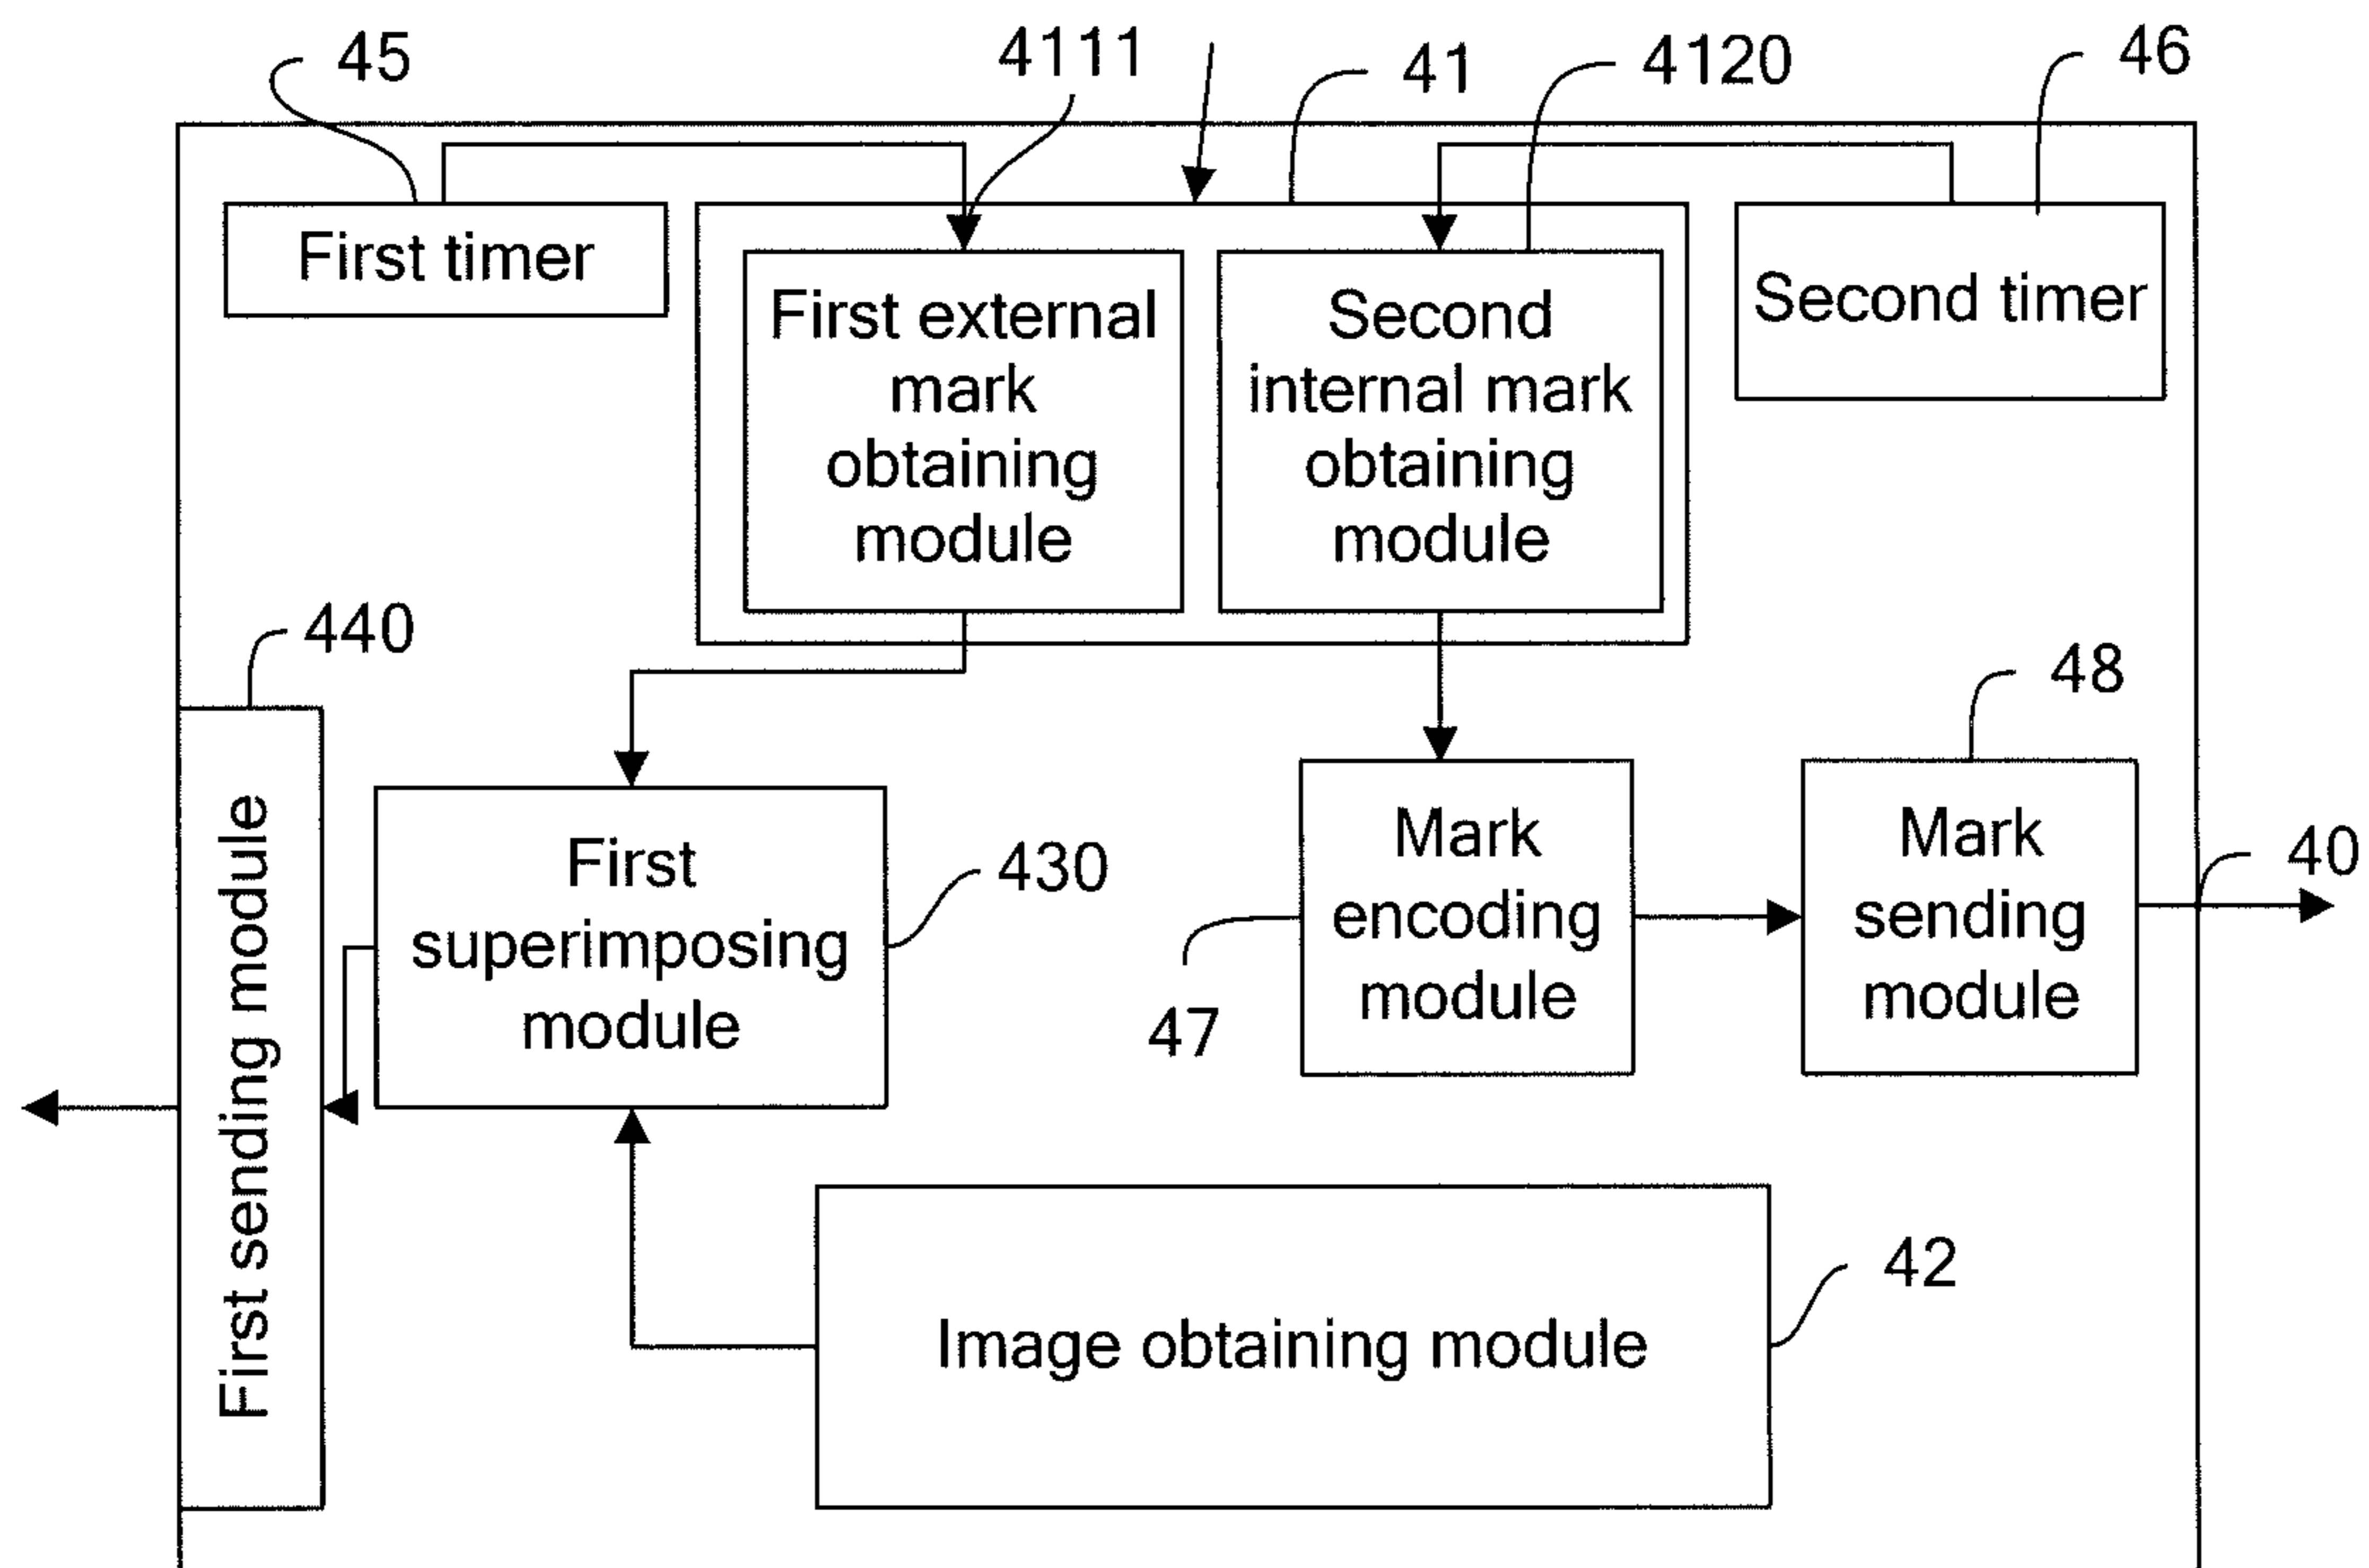 45
4111
41
4120
46
First timer
First external
mark
obtaining
module
Second
internal mark
obtaining
module
Second timer
440
48
First sending module
First
superimposing
module
430
Mark
encoding
module
47
Mark
sending
module
40
Image obtaining module
42